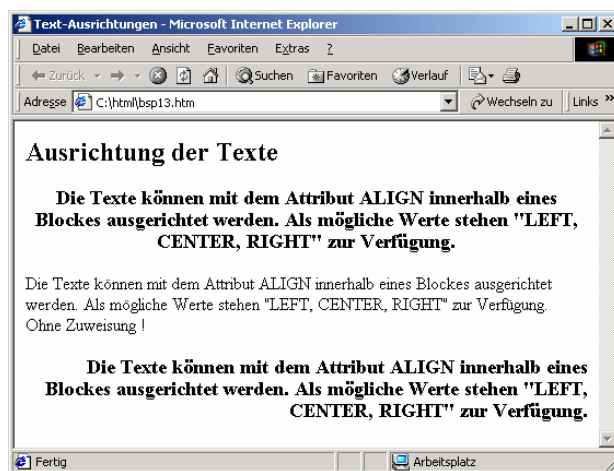 Text-Ausrichtungen - Microsoft Internet Explorer
Datei Bearbeiten Ansicht Favoriten Extras ?
Zurück Suchen Favoriten Verlauf
Adresse C:\html\bsp13.htm Wechseln zu Links »
Ausrichtung der Texte
Die Texte können mit dem Attribut ALIGN innerhalb eines
Blockes ausgerichtet werden. Als mögliche Werte stehen "LEFT,
CENTER, RIGHT" zur Verfügung.
Die Texte können mit dem Attribut ALIGN innerhalb eines Blockes ausgerichtet
werden. Als mögliche Werte stehen "LEFT, CENTER, RIGHT" zur Verfügung.
Ohne Zuweisung !
Die Texte können mit dem Attribut ALIGN innerhalb eines
Blockes ausgerichtet werden. Als mögliche Werte stehen "LEFT,
CENTER, RIGHT" zur Verfügung.
Fertig Arbeitsplatz